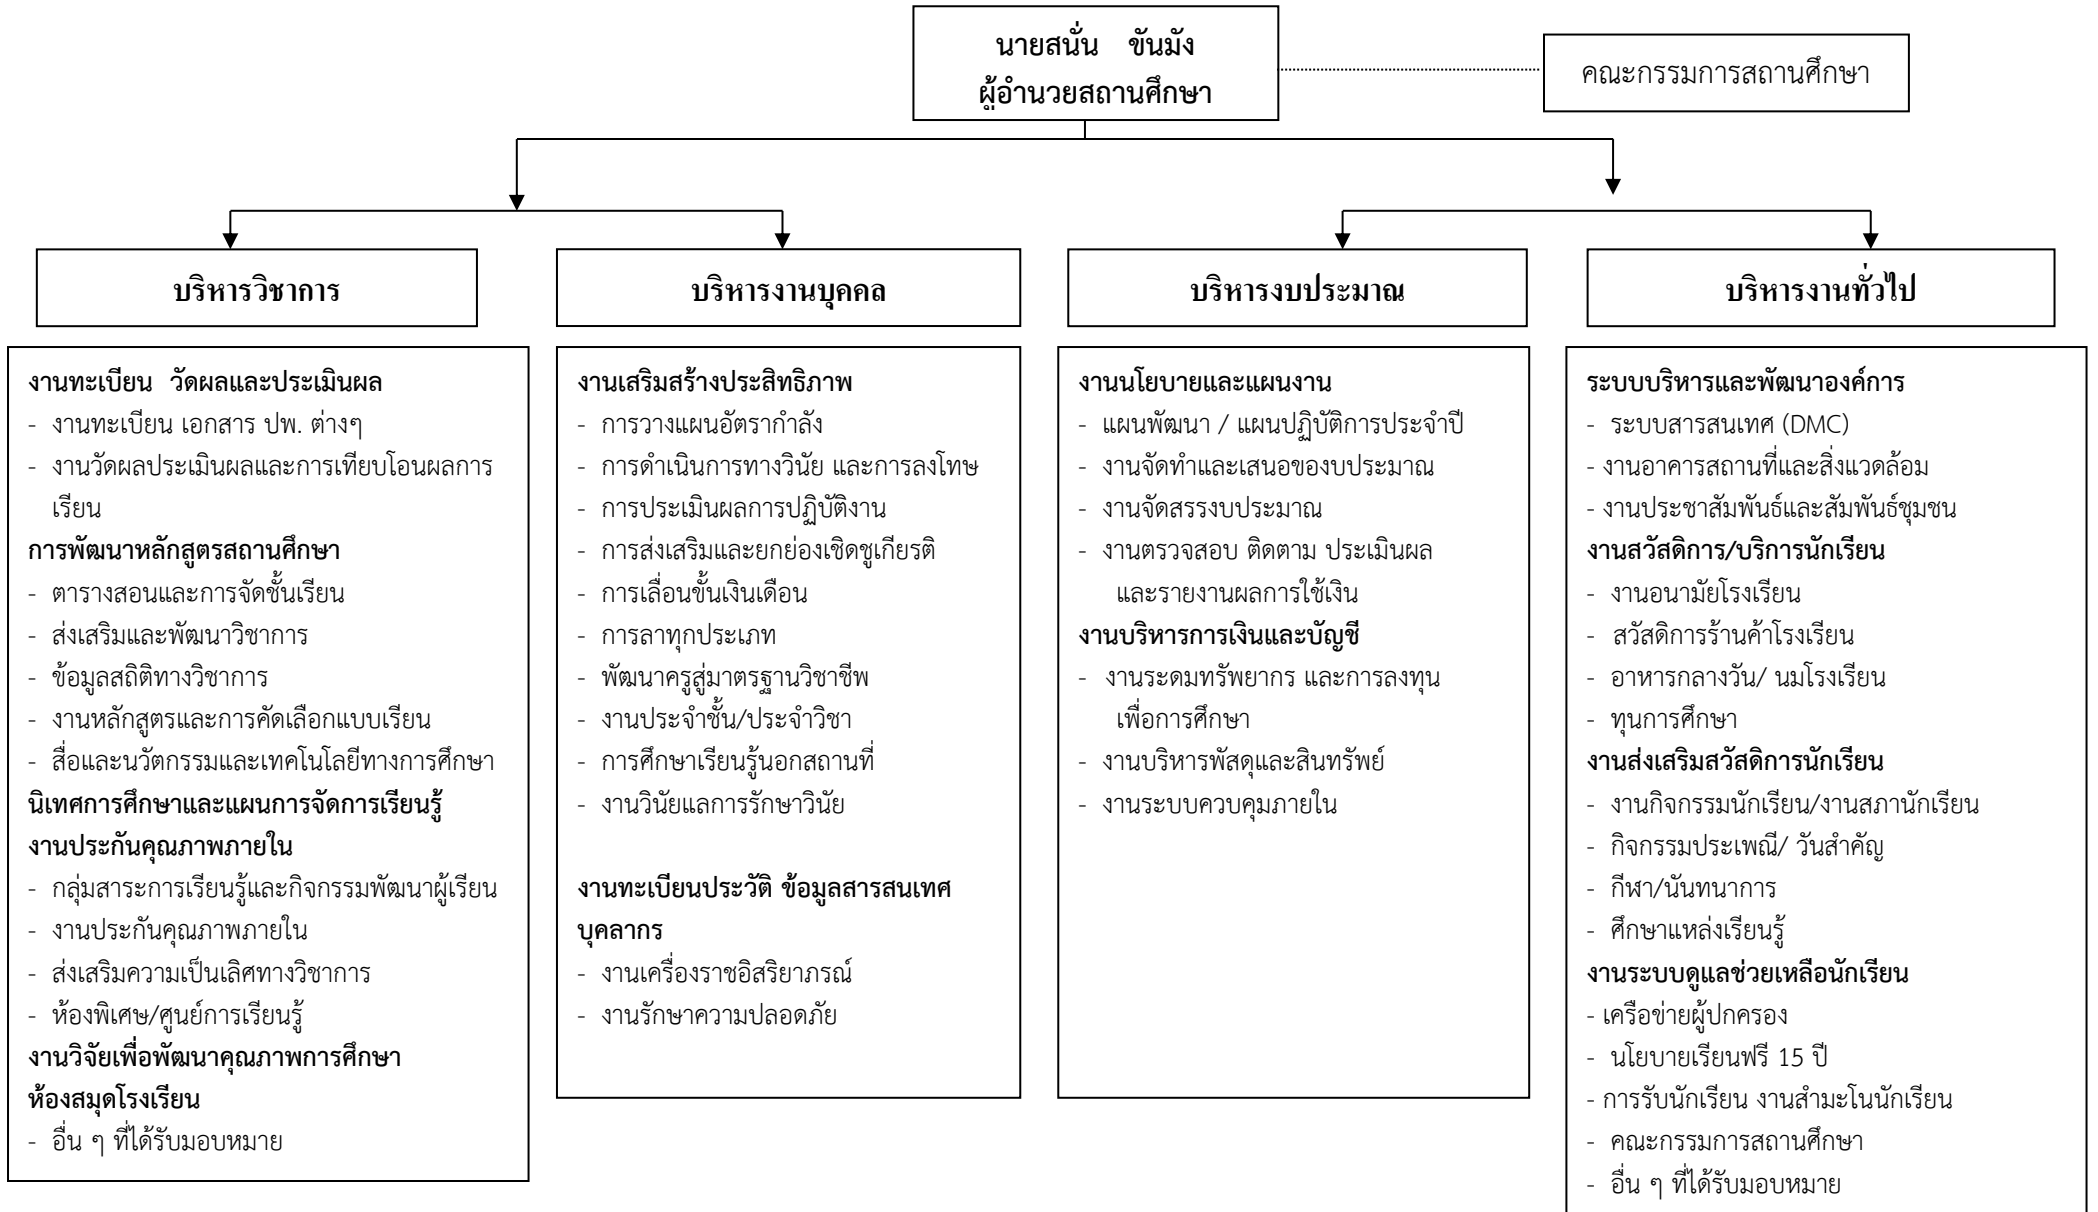 นายสนั่น ขันมัง
ผู้อำนวยสถานศึกษา
คณะกรรมการสถานศึกษา
บริหารวิชาการ
บริหารงานบุคคล
บริหารงบประมาณ
บริหารงานทั่วไป
งานทะเบียน วัดผลและประเมินผล
- งานทะเบียน เอกสาร ปพ. ต่างๆ
- งานวัดผลประเมินผลและการเทียบโอนผลการ
เรียน
การพัฒนาหลักสูตรสถานศึกษา
- ตารางสอนและการจัดชั้นเรียน
- ส่งเสริมและพัฒนาวิชาการ
- ข้อมูลสถิติทางวิชาการ
- งานหลักสูตรและการคัดเลือกแบบเรียน
- สื่อและนวัตกรรมและเทคโนโลยีทางการศึกษา
นิเทศการศึกษาและแผนการจัดการเรียนรู้
งานประกันคุณภาพภายใน
- กลุ่มสาระการเรียนรู้และกิจกรรมพัฒนาผู้เรียน
- งานประกันคุณภาพภายใน
- ส่งเสริมความเป็นเลิศทางวิชาการ
- ห้องพิเศษ/ศูนย์การเรียนรู้
งานวิจัยเพื่อพัฒนาคุณภาพการศึกษา
ห้องสมุดโรงเรียน
- อื่น ๆ ที่ได้รับมอบหมาย
งานเสริมสร้างประสิทธิภาพ
- การวางแผนอัตรากำลัง
- การดำเนินการทางวินัย และการลงโทษ
- การประเมินผลการปฏิบัติงาน
- การส่งเสริมและยกย่องเชิดชูเกียรติ
- การเลื่อนขั้นเงินเดือน
- การลาทุกประเภท
- พัฒนาครูสู่มาตรฐานวิชาชีพ
- งานประจำชั้น/ประจำวิชา
- การศึกษาเรียนรู้นอกสถานที่
- งานวินัยแลการรักษาวินัย
งานทะเบียนประวัติ ข้อมูลสารสนเทศ
บุคลากร
- งานเครื่องราชอิสริยาภรณ์
- งานรักษาความปลอดภัย
งานนโยบายและแผนงาน
- แผนพัฒนา / แผนปฏิบัติการประจำปี
- งานจัดทำและเสนอของบประมาณ
- งานจัดสรรงบประมาณ
- งานตรวจสอบ ติดตาม ประเมินผล
และรายงานผลการใช้เงิน
งานบริหารการเงินและบัญชี
- งานระดมทรัพยากร และการลงทุน
เพื่อการศึกษา
- งานบริหารพัสดุและสินทรัพย์
- งานระบบควบคุมภายใน
ระบบบริหารและพัฒนาองค์การ
- ระบบสารสนเทศ (DMC)
- งานอาคารสถานที่และสิ่งแวดล้อม
- งานประชาสัมพันธ์และสัมพันธ์ชุมชน
งานสวัสดิการ/บริการนักเรียน
- งานอนามัยโรงเรียน
- สวัสดิการร้านค้าโรงเรียน
- อาหารกลางวัน/ นมโรงเรียน
- ทุนการศึกษา
งานส่งเสริมสวัสดิการนักเรียน
- งานกิจกรรมนักเรียน/งานสภานักเรียน
- กิจกรรมประเพณี/ วันสำคัญ
- กีฬา/นันทนาการ
- ศึกษาแหล่งเรียนรู้
งานระบบดูแลช่วยเหลือนักเรียน
- เครือข่ายผู้ปกครอง
- นโยบายเรียนฟรี 15 ปี
- การรับนักเรียน งานสำมะโนนักเรียน
- คณะกรรมการสถานศึกษา
- อื่น ๆ ที่ได้รับมอบหมาย